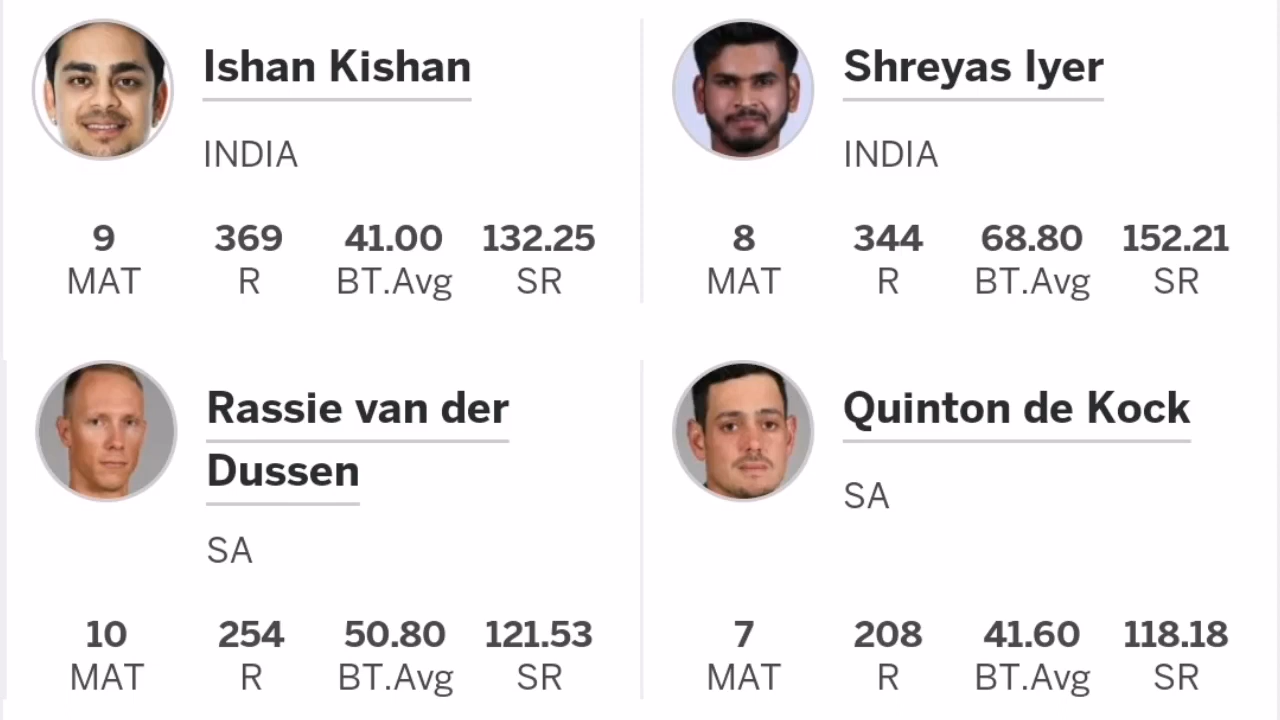 Ishan Kishan
INDIA
9 369 41.00 132.25
MAT R BT.Avg SR
Shreyas Iyer
INDIA
8 344 68.80 152.21
MAT R BT.Avg SR
Rassie van der
Dussen
SA
10 254 50.80 121.53
MAT R BT.Avg SR
Quinton de Kock
SA
7 208 41.60 118.18
MAT R BT.Avg SR